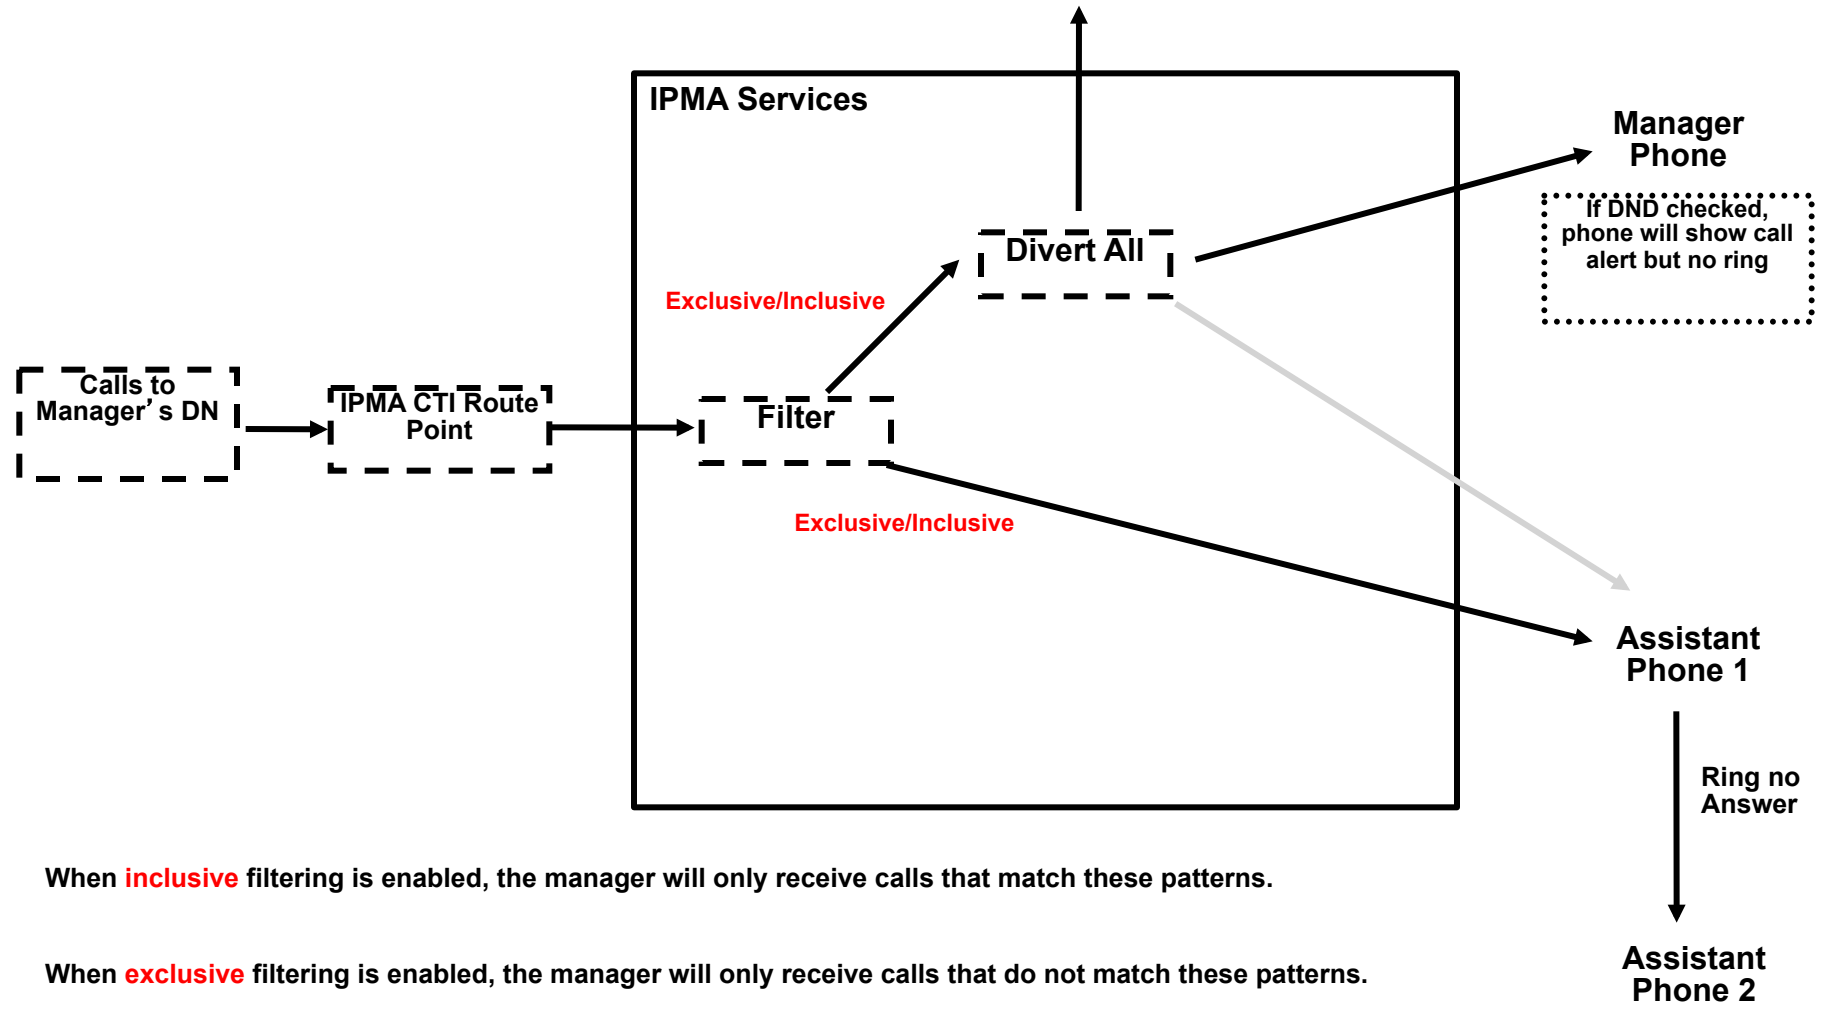 IPMA Services
Manager
Phone
If DND checked,
phone will show call
alert but no ring
Divert All
Exclusive/Inclusive
Calls to
Manager’s DN
IPMA CTI Route
Point
Filter
Exclusive/Inclusive
Assistant
Phone 1
Ring no
Answer
When inclusive filtering is enabled, the manager will only receive calls that match these patterns.
When exclusive filtering is enabled, the manager will only receive calls that do not match these patterns.
Assistant
Phone 2